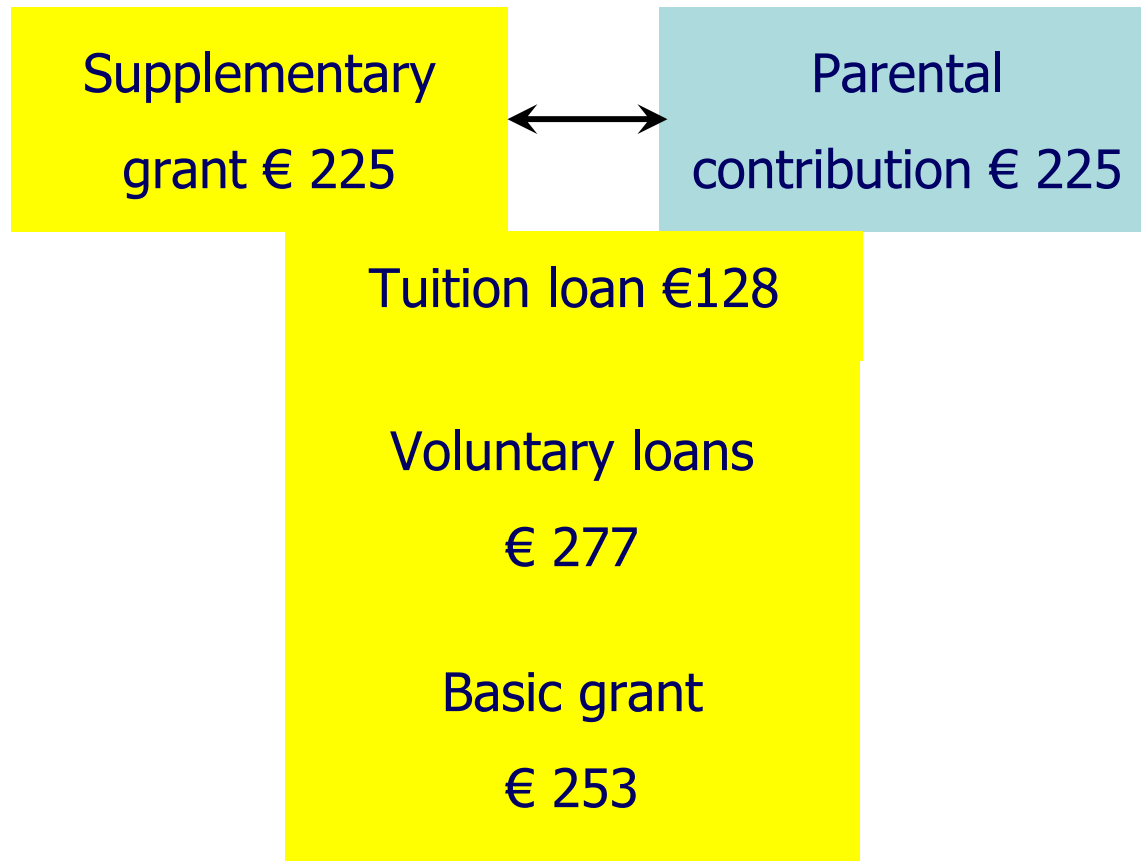 Supplementary
grant € 225
Parental
contribution € 225
Tuition loan €128
Voluntary loans
€ 277
Basic grant
€ 253